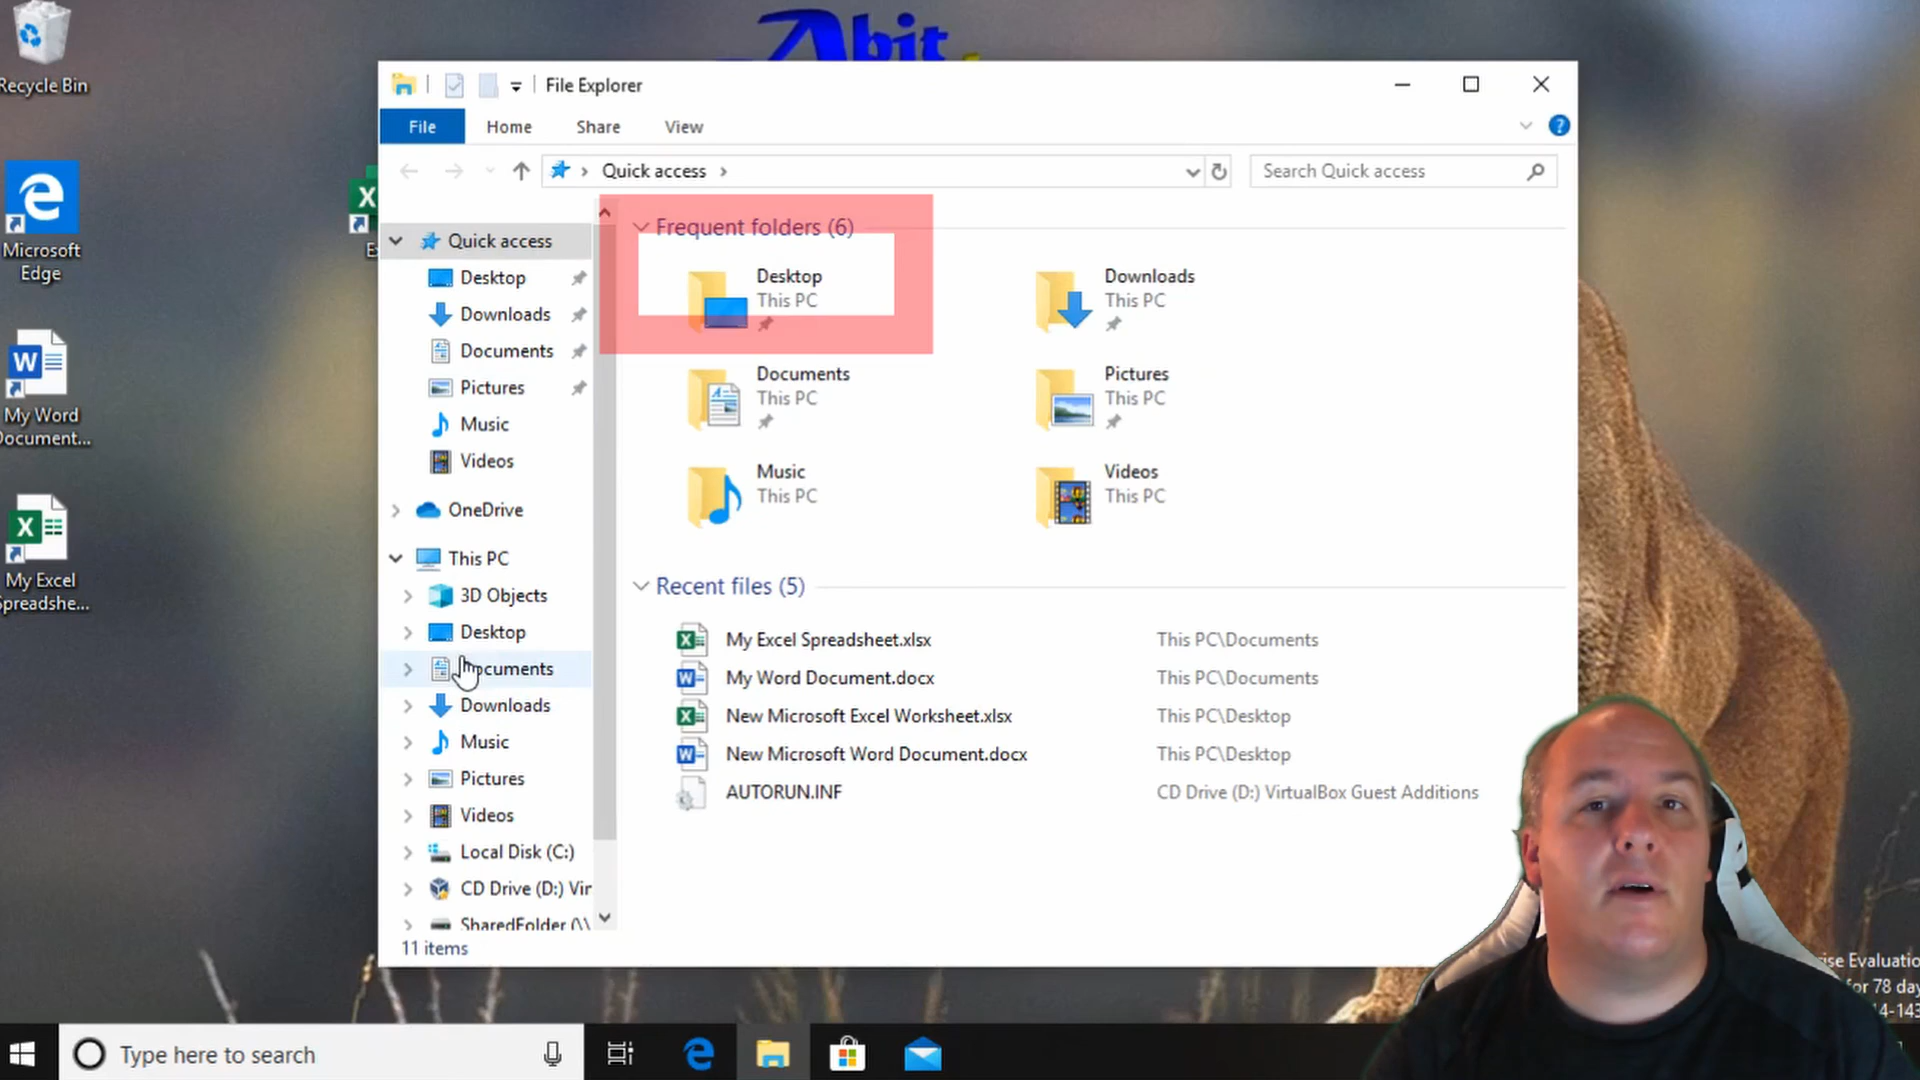 Abit
Recycle Bin
Microsoft
Edge
My Word
Document...
My Excel
Spreadshe...
File Explorer
File Home Share View
Quick access
Search Quick access
Quick access
Desktop
Downloads
Documents
Pictures
Music
Videos
OneDrive
This PC
3D Objects
Desktop
Documents
Downloads
Music
Pictures
Videos
Local Disk (C:)
CD Drive (D:) Vir
SharedFolder (\\
11 items
Frequent folders (6)
Desktop
This PC
Downloads
This PC
Documents
This PC
Pictures
This PC
Music
This PC
Videos
This PC
Recent files (5)
My Excel Spreadsheet.xlsx This PC\Documents
My Word Document.docx This PC\Documents
New Microsoft Excel Worksheet.xlsx This PC\Desktop
New Microsoft Word Document.docx This PC\Desktop
AUTORUN.INF CD Drive (D:) VirtualBox Guest Additions
Evaluatio
for 78 day
Type here to search